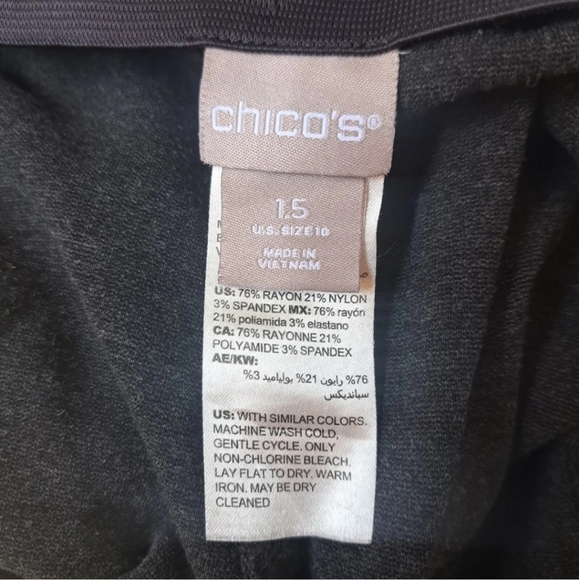 chico's®
1.5
U.S. SIZE 10
MADE IN
VIETNAM
US: 76% RAYON 21% NYLON
3% SPANDEX MX: 76% rayón
21% poliamida 3% elastano
CA: 76% RAYONNE 21%
POLYAMIDE 3% SPANDEX
AE/KW:
76% رايون 21% بولياميد 3%
سباندیكس
US: WITH SIMILAR COLORS.
MACHINE WASH COLD,
GENTLE CYCLE. ONLY
NON-CHLORINE BLEACH.
LAY FLAT TO DRY. WARM
IRON. MAY BE DRY
CLEANED